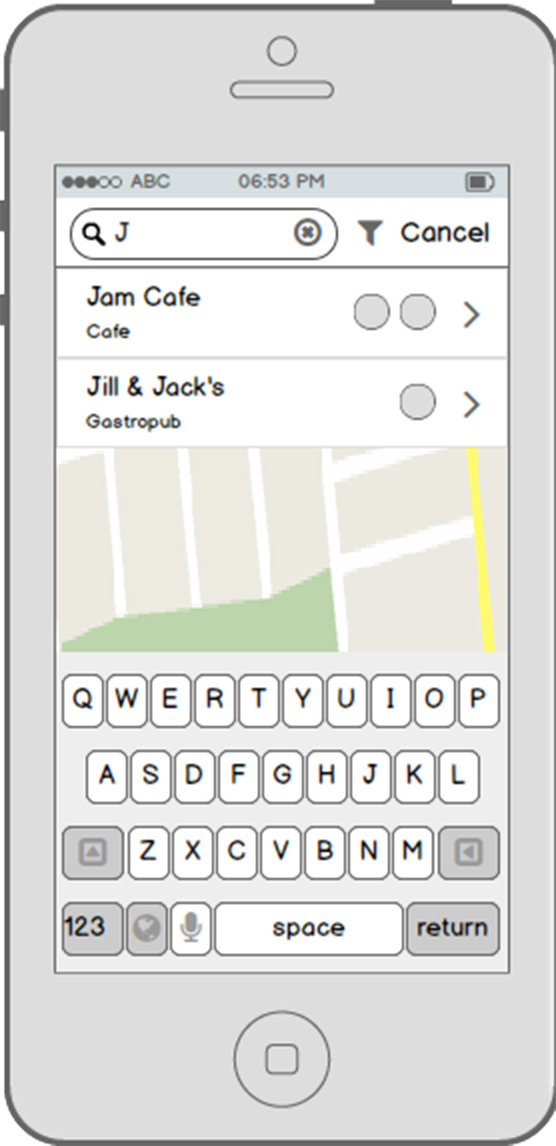 ABC 06:53 PM
J Cancel
Jam Cafe
Cafe
Jill & Jack's
Gastropub
Q W E R T Y U I O P
A S D F G H J K L
Z X C V B N M
123 space return